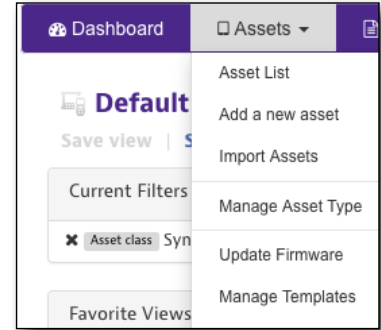 Dashboard
Assets
Asset List
Default
Add a new asset
Save view | S
Import Assets
Current Filters
Manage Asset Type
Asset class Syn
Update Firmware
Manage Templates
Favorite Views